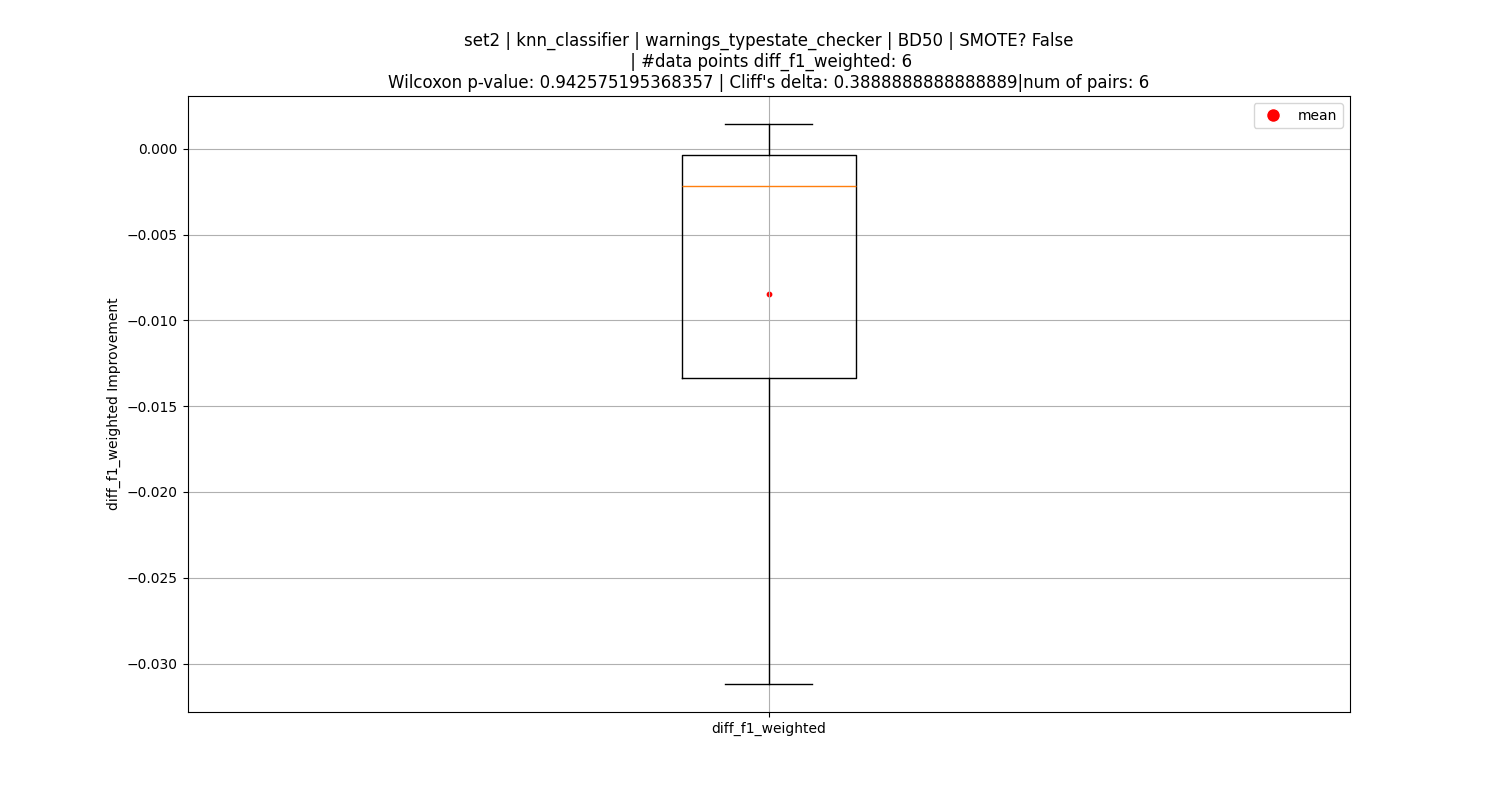 set2 | knn_classifier | warnings_typestate_checker | BD50 | SMOTE? False
| #data points diff_f1_weighted: 6
Wilcoxon p-value: 0.942575195368357 | Cliff's delta: 0.3888888888888889|num of pairs: 6
mean
0.000
−0.005
−0.010
−0.015
−0.020
−0.025
−0.030
diff_f1_weighted Improvement
diff_f1_weighted